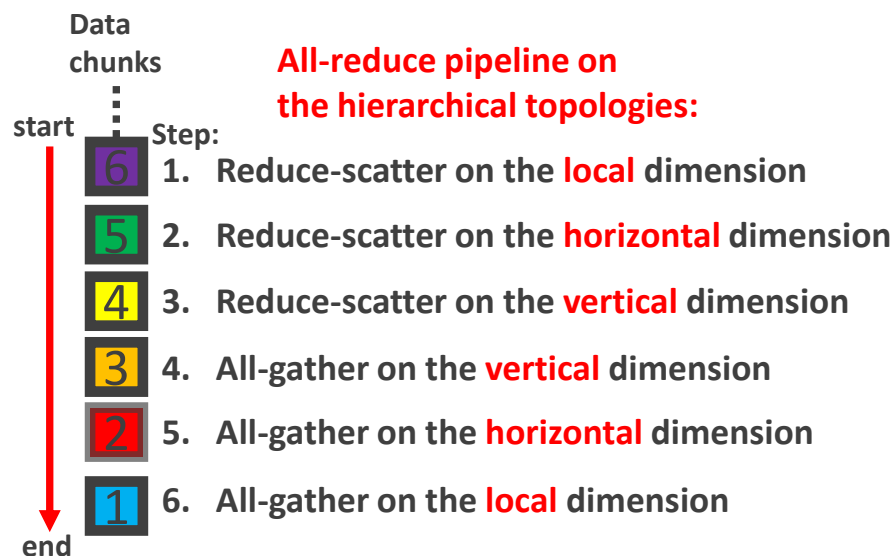 Data
chunks
All-reduce pipeline on
the hierarchical topologies:
start
Step:
6 1. Reduce-scatter on the local dimension
5 2. Reduce-scatter on the horizontal dimension
4 3. Reduce-scatter on the vertical dimension
3 4. All-gather on the vertical dimension
2 5. All-gather on the horizontal dimension
1 6. All-gather on the local dimension
end